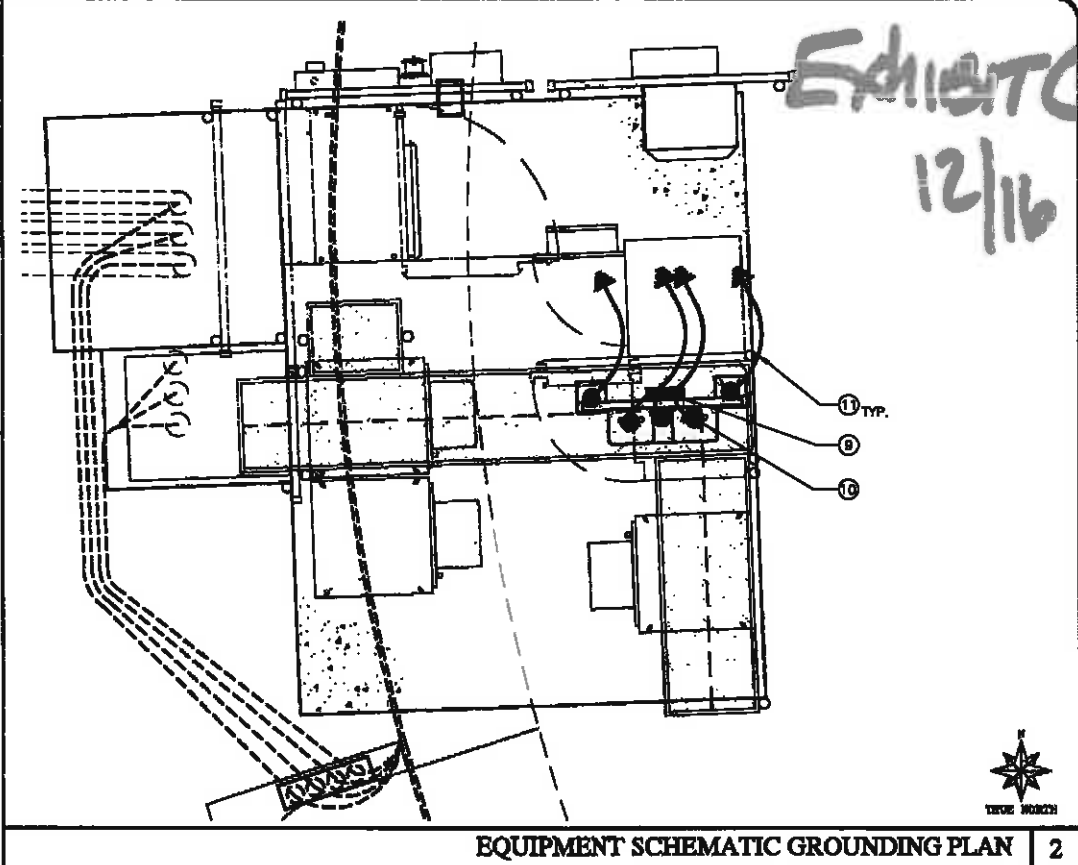 EXHIBIT C
12/16
11 TYP.
9
10
N
TRUE NORTH
EQUIPMENT SCHEMATIC GROUNDING PLAN 2